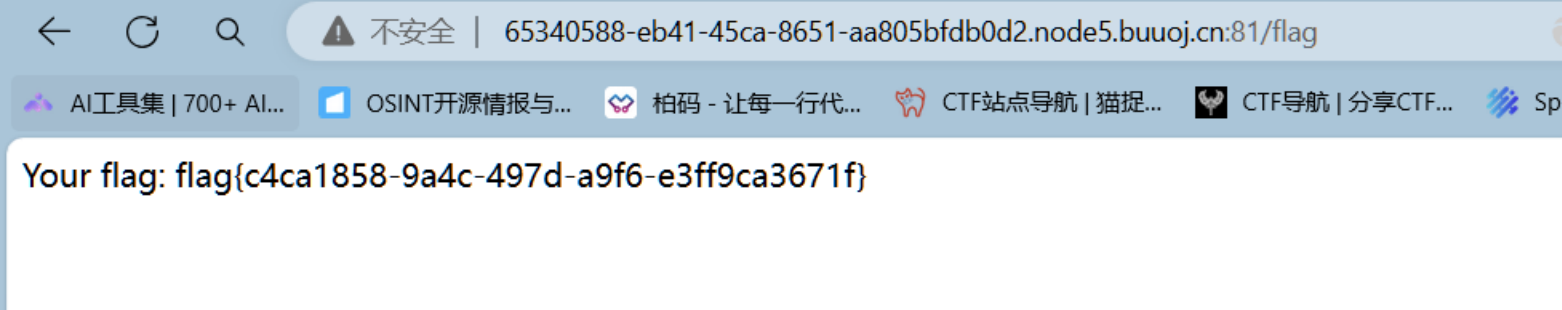 不安全 | 65340588-eb41-45ca-8651-aa805bfdb0d2.node5.buuoj.cn:81/flag
AI工具集 | 700+ AI... OSINT开源情报与... 柏码 - 让每一行代... CTF站点导航 | 猫捉... CTF导航 | 分享CTF... Sp
Your flag: flag{c4ca1858-9a4c-497d-a9f6-e3ff9ca3671f}